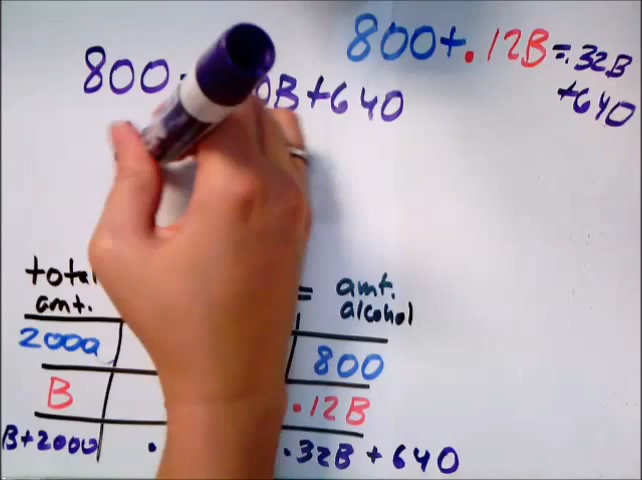 800+.12B=.32B
+640
800 B+640
total
amt. = amt.
alcohol
2000 800
B .12B
B+2000 . .32B+640